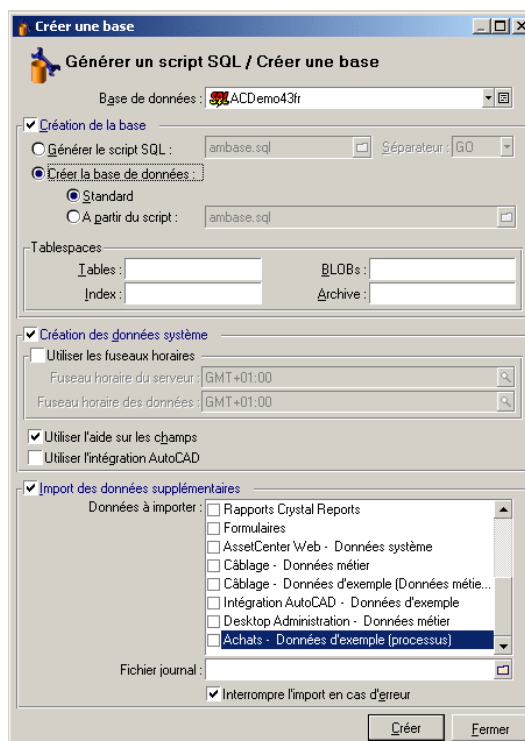 Créer une base
Générer un script SQL / Créer une base
Base de données : SQL ACDemo43fr
Création de la base
Générer le script SQL : ambase.sql Séparateur : GO
Créer la base de données :
Standard
A partir du script : ambase.sql
Tablespaces
Tables : BLOBs :
Index : Archive :
Création des données système
Utiliser les fuseaux horaires
Fuseau horaire du serveur : GMT+01:00
Fuseau horaire des données : GMT+01:00
Utiliser l'aide sur les champs
Utiliser l'intégration AutoCAD
Import des données supplémentaires
Données à importer : Rapports Crystal Reports
Formulaires
AssetCenter Web - Données système
Câblage - Données métier
Câblage - Données d'exemple (Données métie...
Intégration AutoCAD - Données d'exemple
Desktop Administration - Données métier
Achats - Données d'exemple (processus)
Fichier journal :
Interrompre l'import en cas d'erreur
Créer Fermer